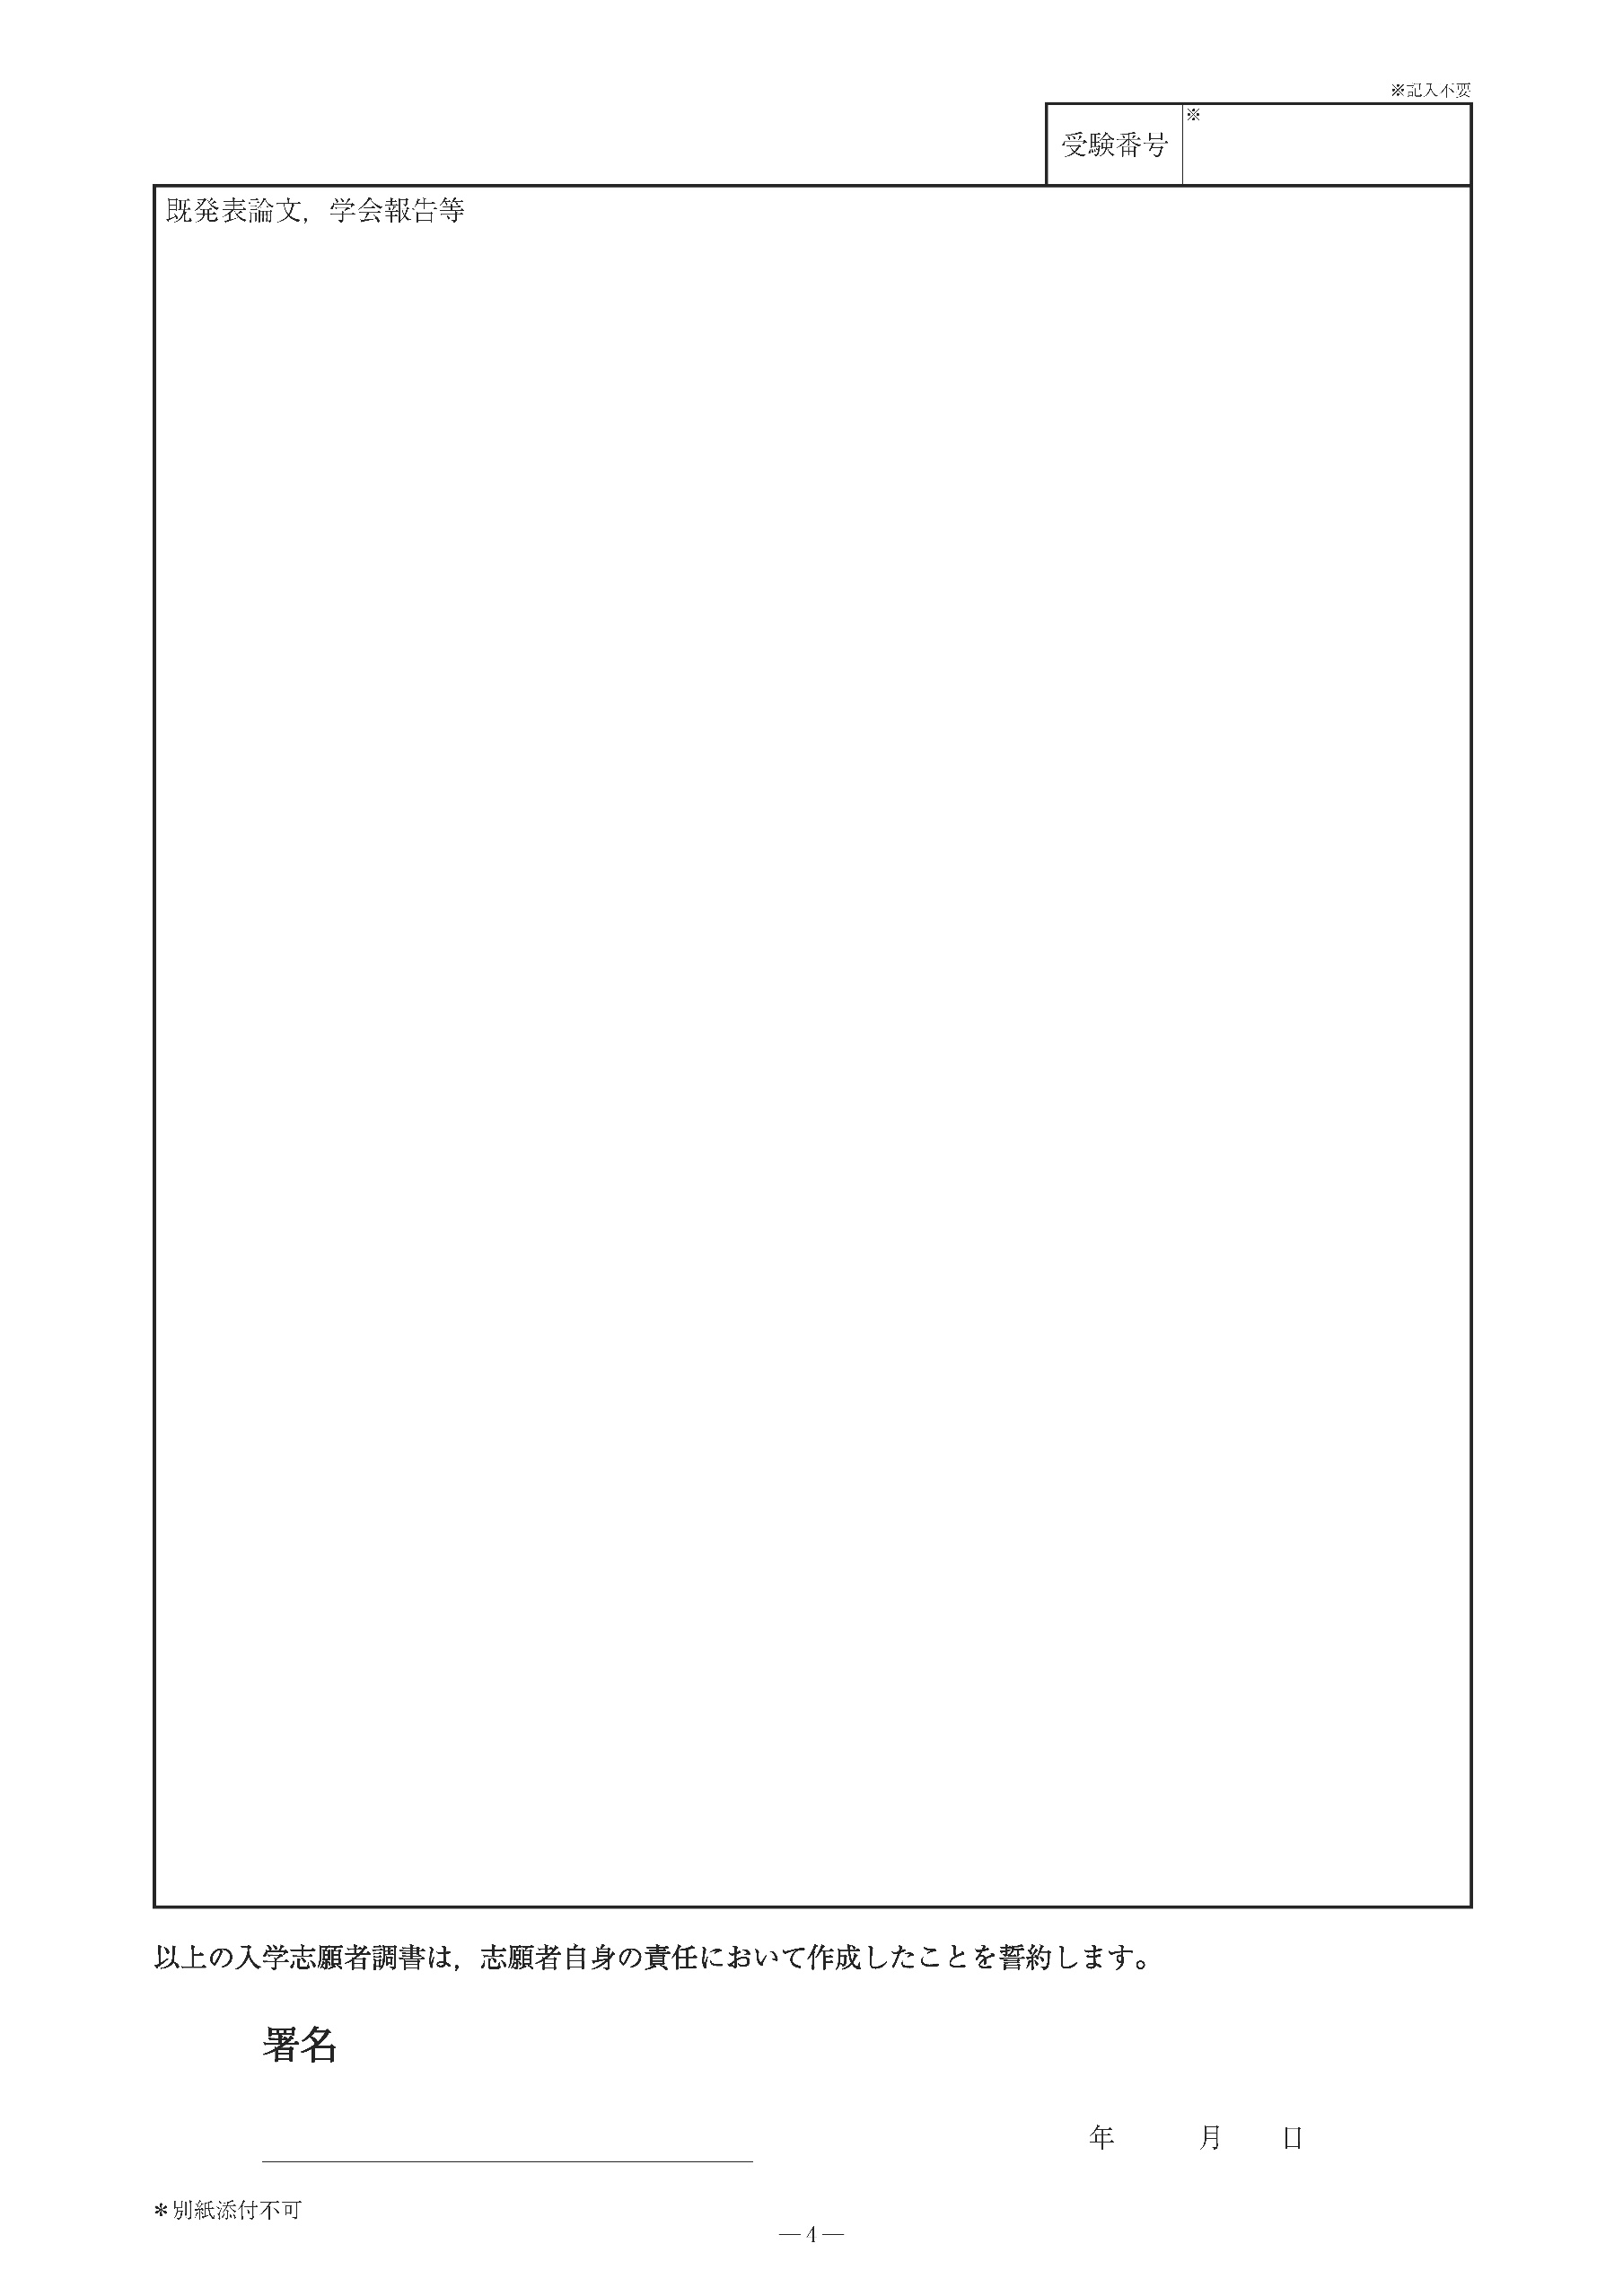 ※記入不要
受験番号
※
既発表論文，学会報告等
以上の入学志願者調書は，志願者自身の責任において作成したことを誓約します。
署名
年 月 日
＊別紙添付不可
― 4 ―